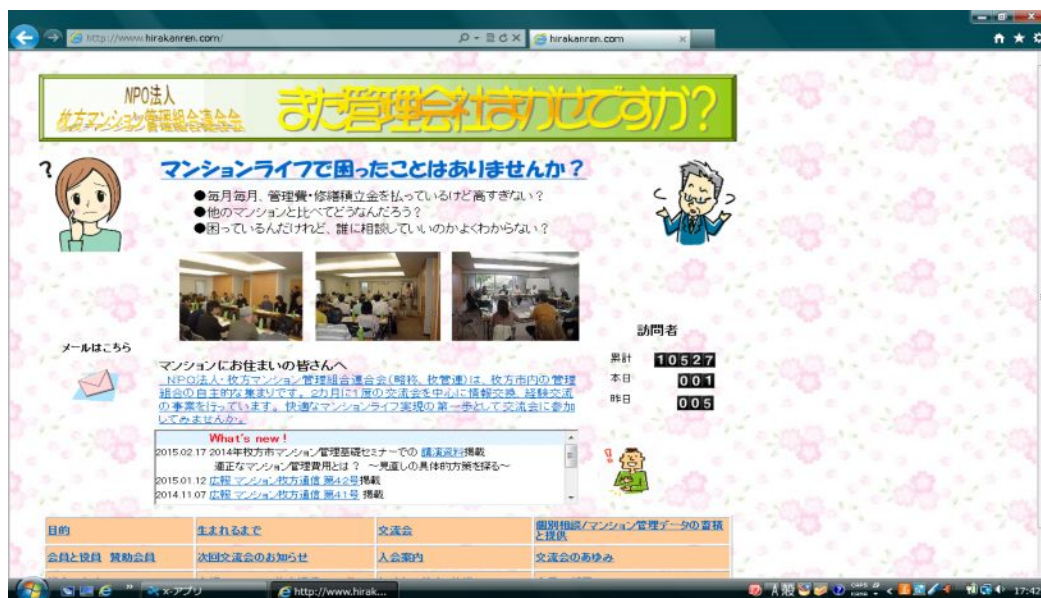 http://www.hirakanren.com/
hirakanren.com
NPO法人
枚方マンション管理組合連合会
まだ管理会社まかせですか?
マンションライフで困ったことはありませんか?
●毎月毎月、管理費・修繕積立金を払っているけど高すぎない?
●他のマンションと比べてどうなんだろう?
●困っているんだけれど、誰に相談していいのかよくわからない?
?
訪問者
メールはこちら
累計 10527
本日 001
昨日 005
マンションにお住まいの皆さんへ
NPO法人・枚方マンション管理組合連合会(略称、枚管連)は、枚方市内の管理
組合の自主的な集まりです。2カ月に1度の交流会を中心に情報交換、経験交流
の事業を行っています。快適なマンションライフ実現の第一歩として交流会に参加
してみませんか。
What's new!
2015.02.17 2014年枚方市マンション管理基礎セミナーでの 講演資料掲載
適正なマンション管理費用とは? ~見直しの具体的方策を探る~
2015.01.12 広報 マンション枚方通信 第42号掲載
2014.11.07 広報 マンション枚方通信 第41号 掲載
目的
生まれるまで
交流会
個別相談/マンション管理データの蓄積
と提供
会員と役員 賛助会員
次回交流会のお知らせ
入会案内
交流会のあゆみ
x-アプリ
http://www.hirak...
A 般
CAPS
KANA
17:42